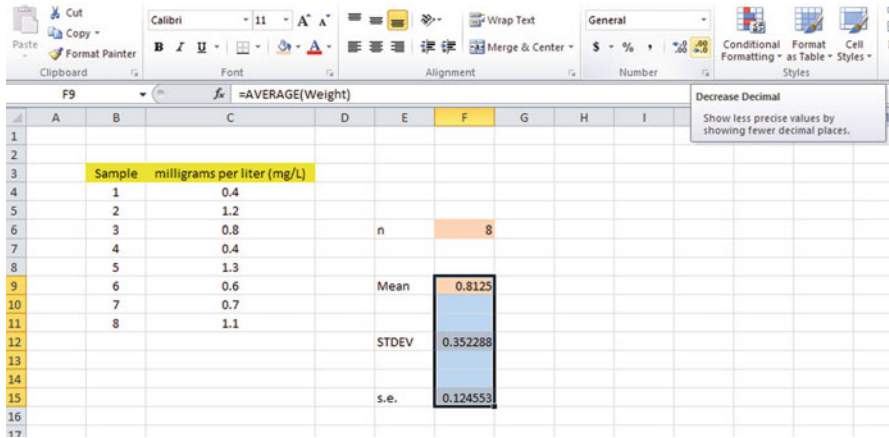 Cut
Copy
Paste
Format Painter
Clipboard
Calibri
11
A A
B I U A
Font
Wrap Text
Merge & Center
Alignment
General
$ % , .00 .0
Number
Conditional Formatting
Format as Table
Cell Styles
Styles
F9 fx =AVERAGE(Weight)
Decrease Decimal
Show less precise values by
showing fewer decimal places.
A B C D E F G H I
1
2
3 Sample milligrams per liter (mg/L)
4 1 0.4
5 2 1.2
6 3 0.8 n 8
7 4 0.4
8 5 1.3
9 6 0.6 Mean 0.8125
10 7 0.7
11 8 1.1
12 STDEV 0.352288
13
14
15 s.e. 0.124553
16
17